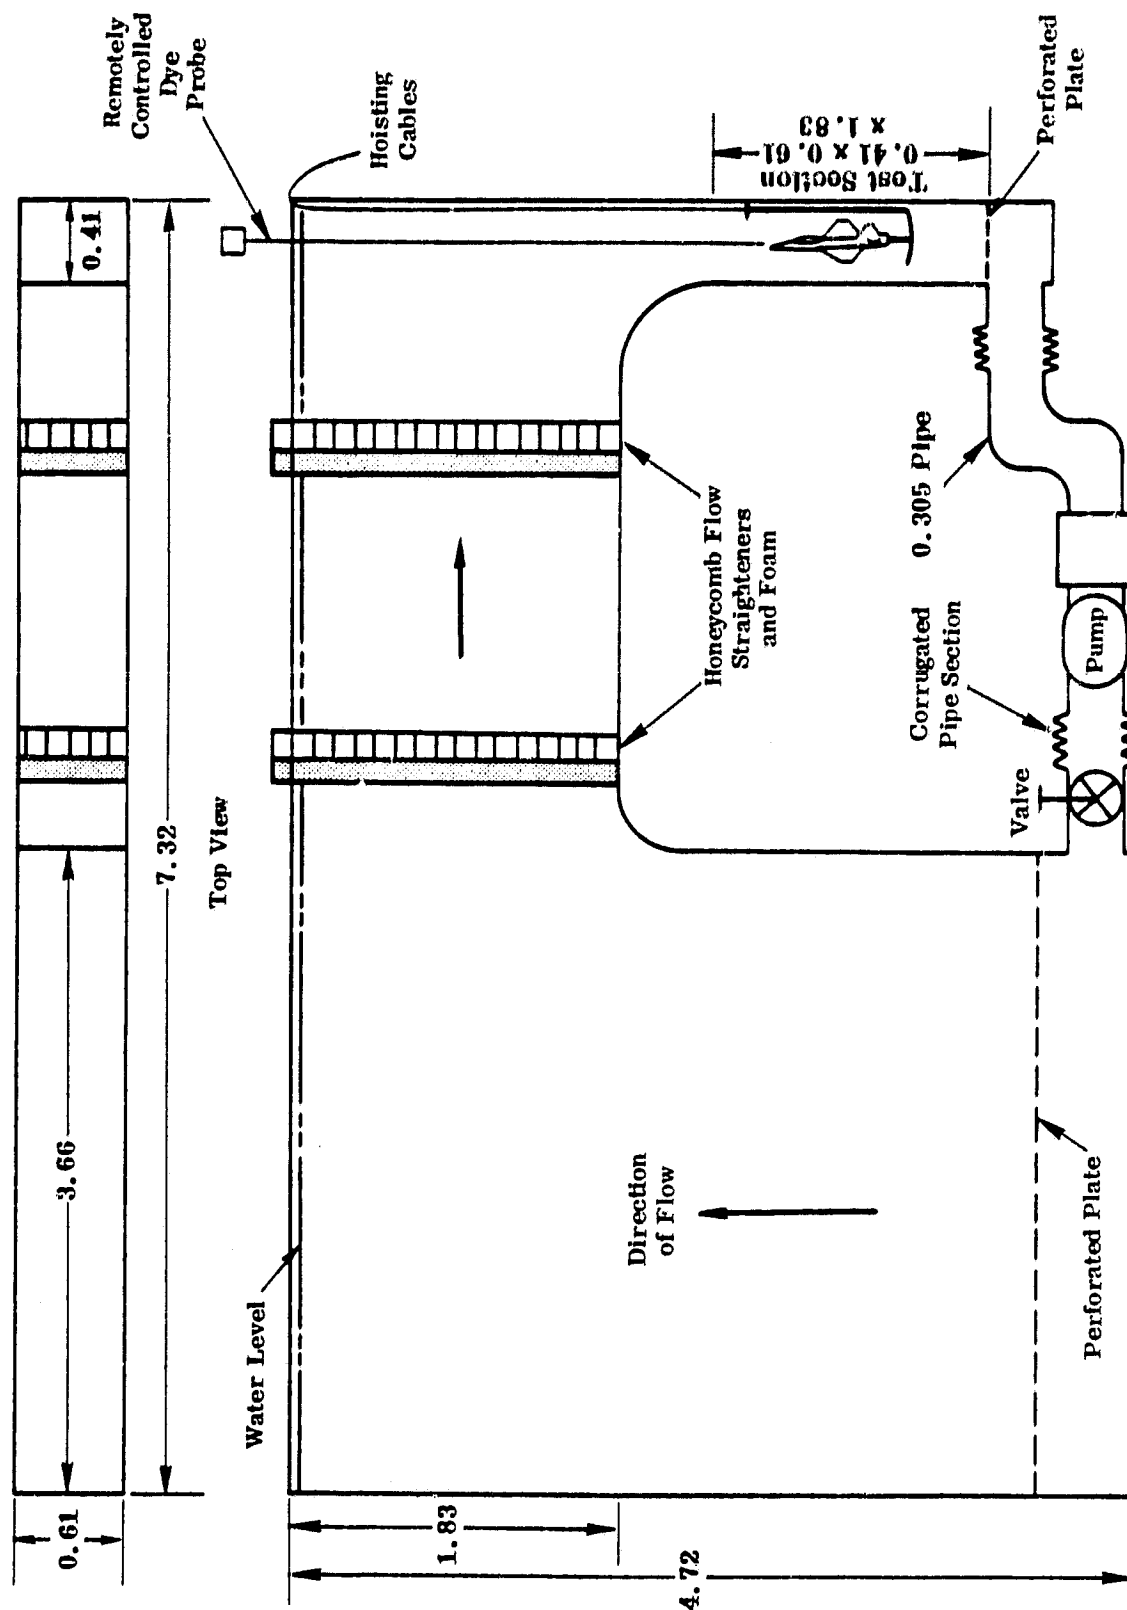 0.61
3.66
0.41
7.32
Top View
Remotely
Controlled
Dye
Probe
Hoisting
Cables
Water Level
1.83
4.72
Direction
of Flow
Honeycomb Flow
Straighteners
and Foam
Test Section
0.41 x 0.61
x 1.83
Perforated
Plate
0.305 Pipe
Corrugated
Pipe Section
Valve
Pump
Perforated Plate